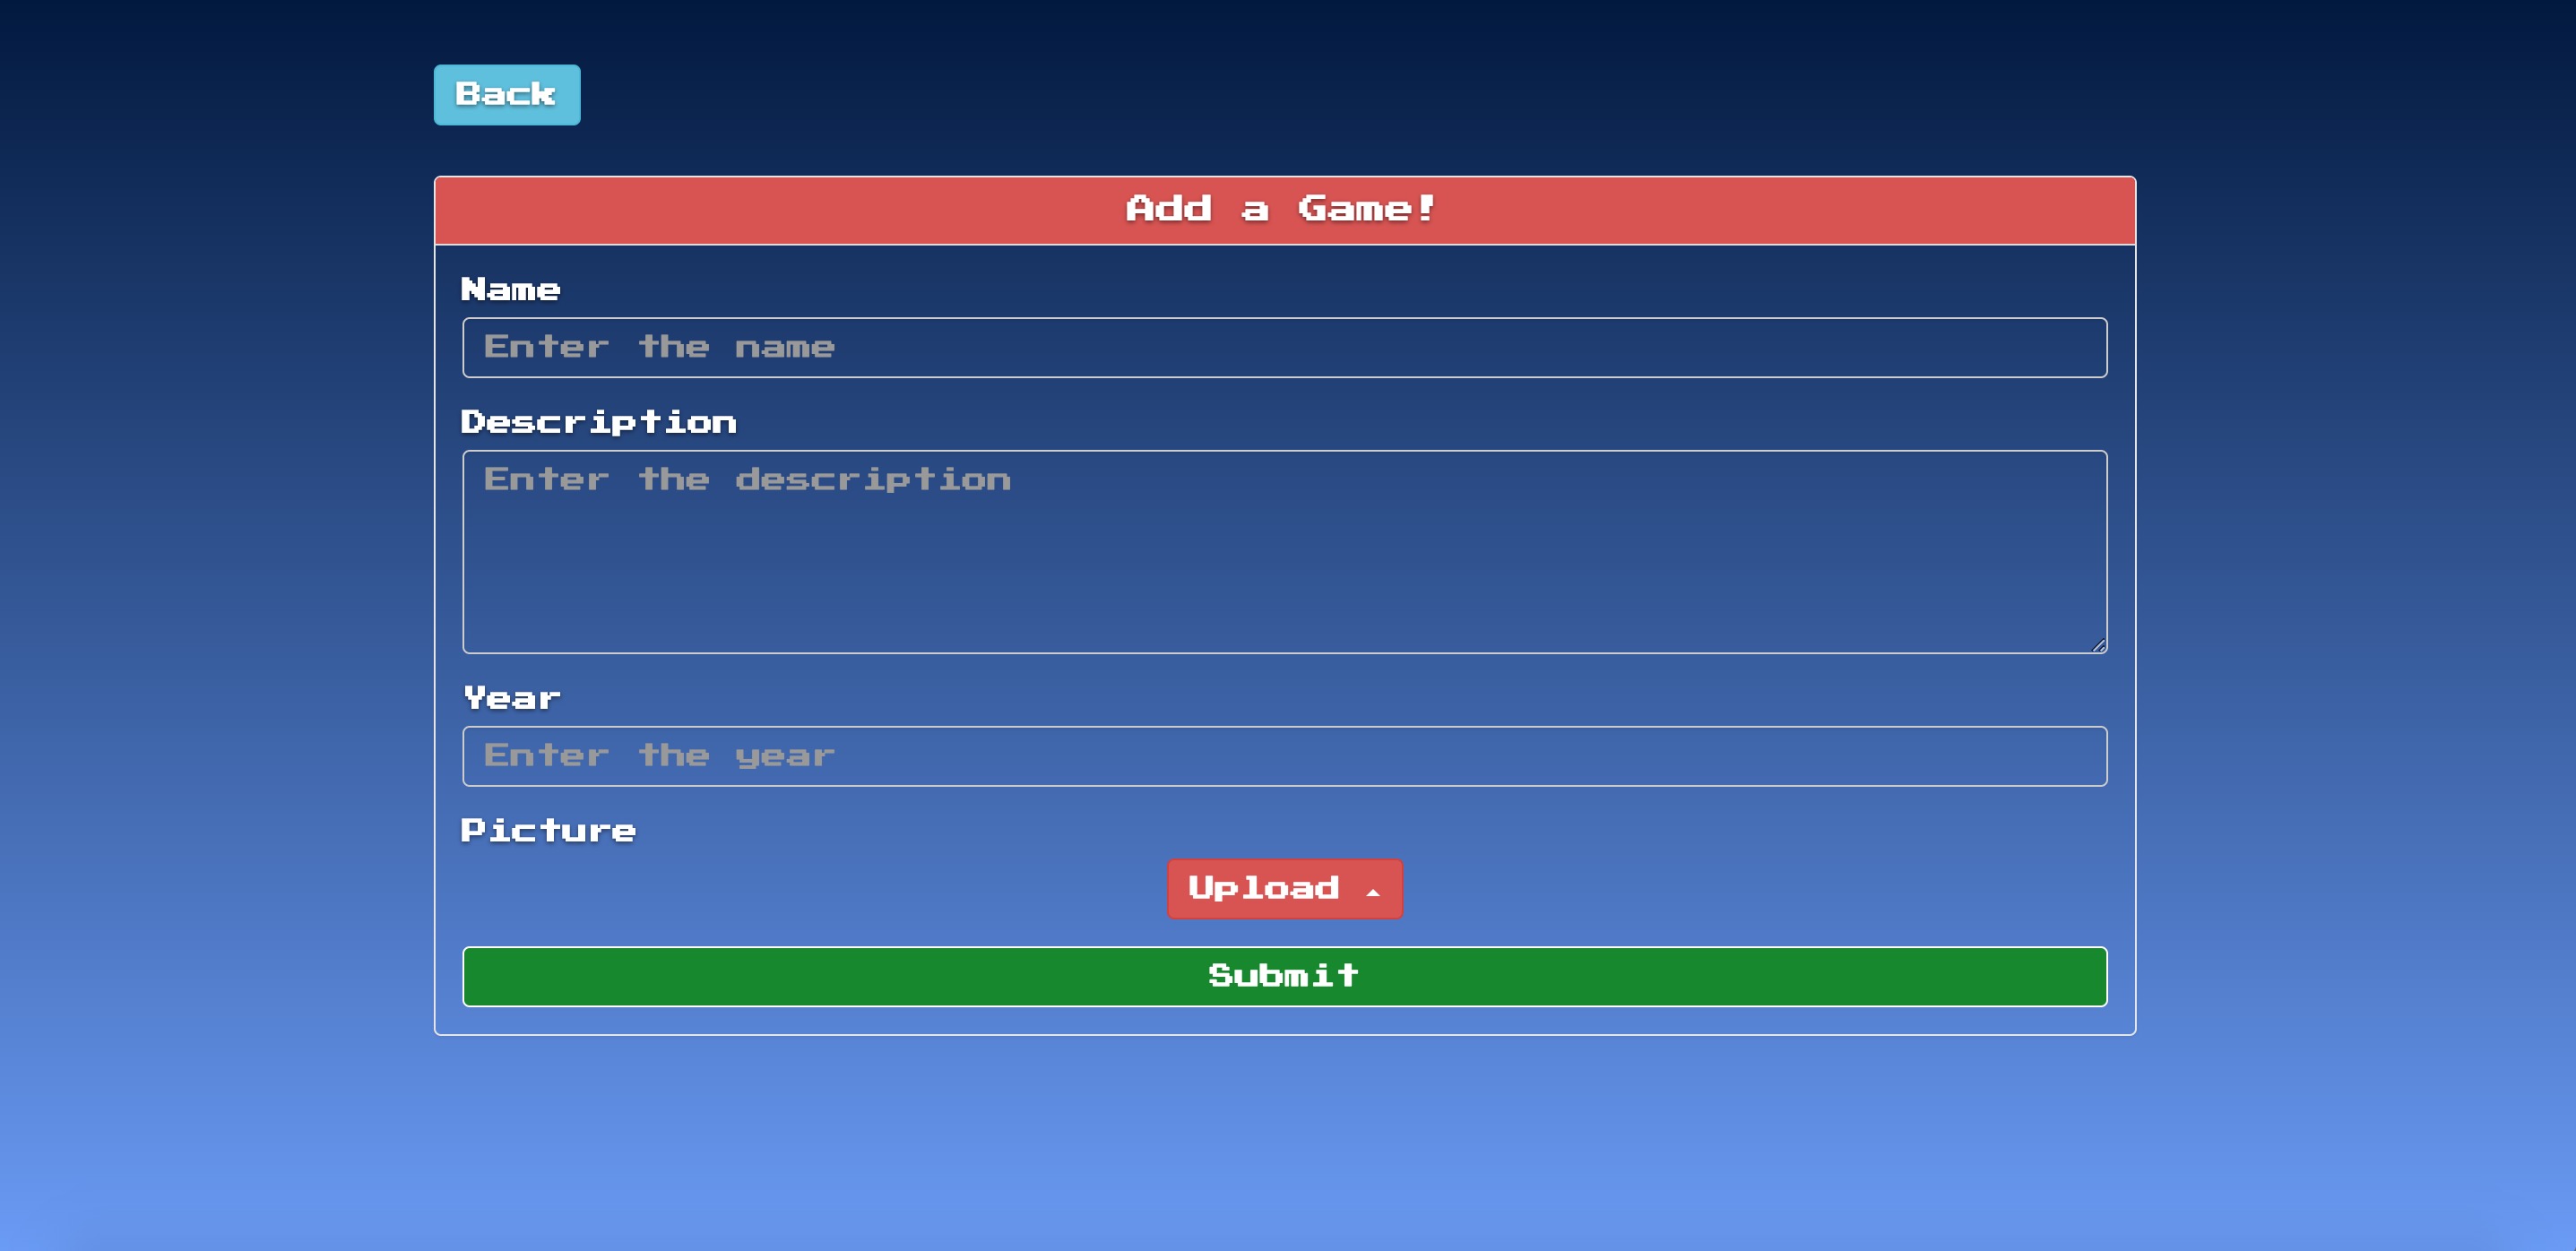 Back
Add a Game!
Name
Enter the name
Description
Enter the description
Year
Enter the year
Picture
Upload
Submit